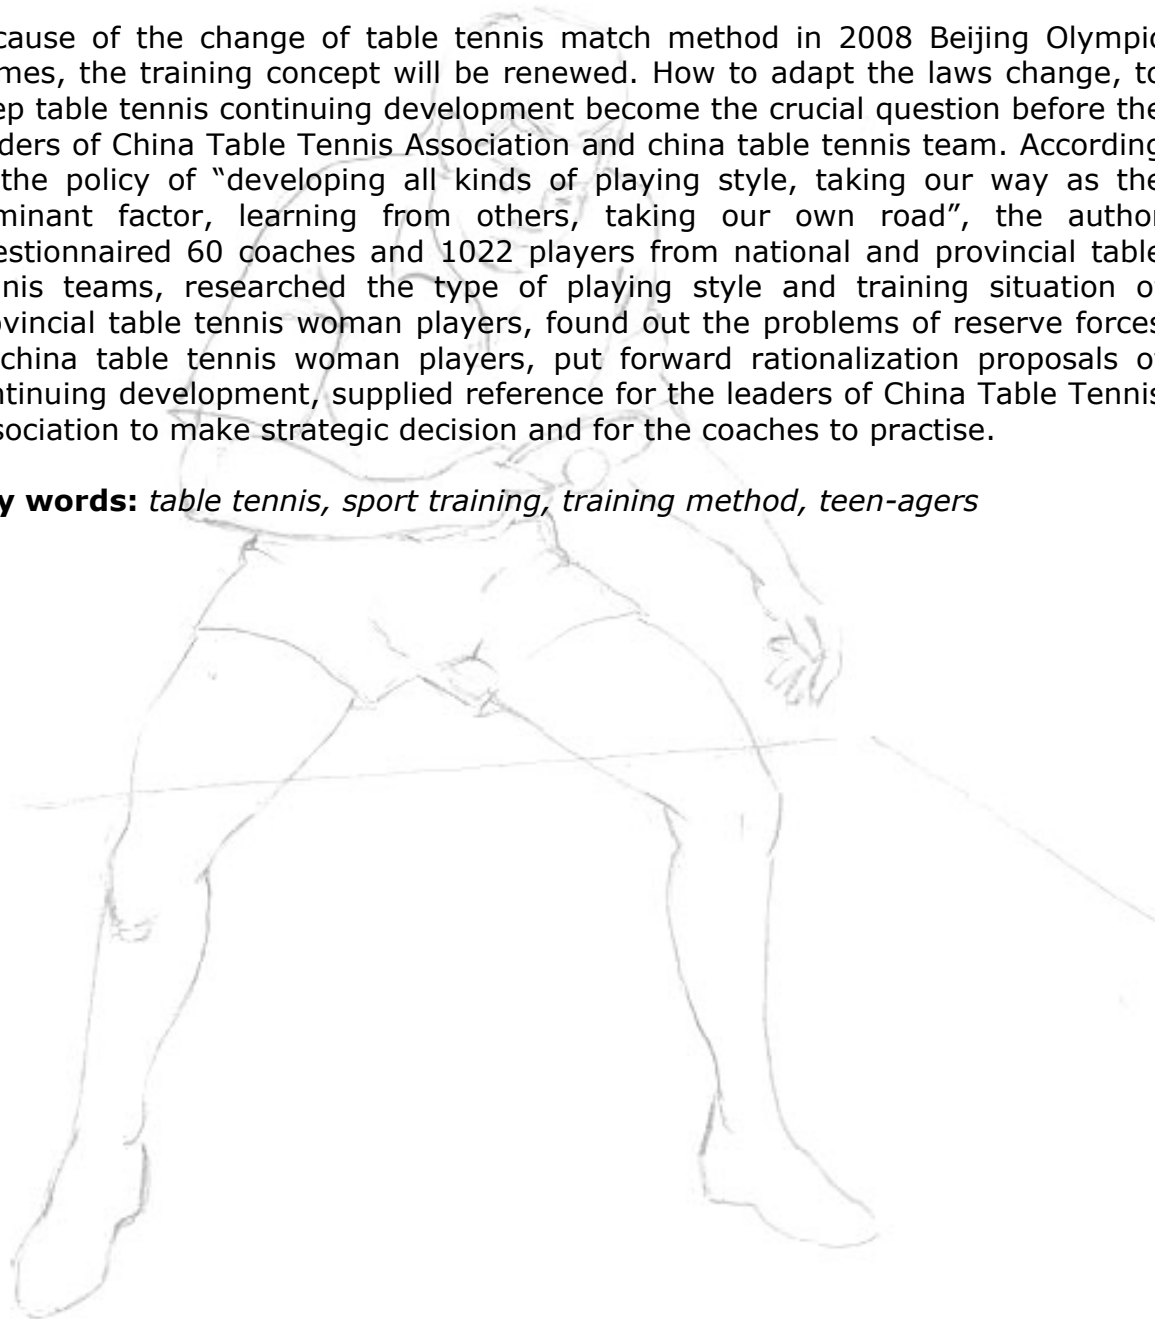 cause of the change of table tennis match method in 2008 Beijing Olympic
mes, the training concept will be renewed. How to adapt the laws change, to
ep table tennis continuing development become the crucial question before the
ders of China Table Tennis Association and china table tennis team. According
the policy of “developing all kinds of playing style, taking our way as the
minant factor, learning from others, taking our own road”, the author
estionnaired 60 coaches and 1022 players from national and provincial table
nnis teams, researched the type of playing style and training situation of
ovincial table tennis woman players, found out the problems of reserve forces
china table tennis woman players, put forward rationalization proposals of
ntinuing development, supplied reference for the leaders of China Table Tennis
sociation to make strategic decision and for the coaches to practise.
y words: table tennis, sport training, training method, teen-agers